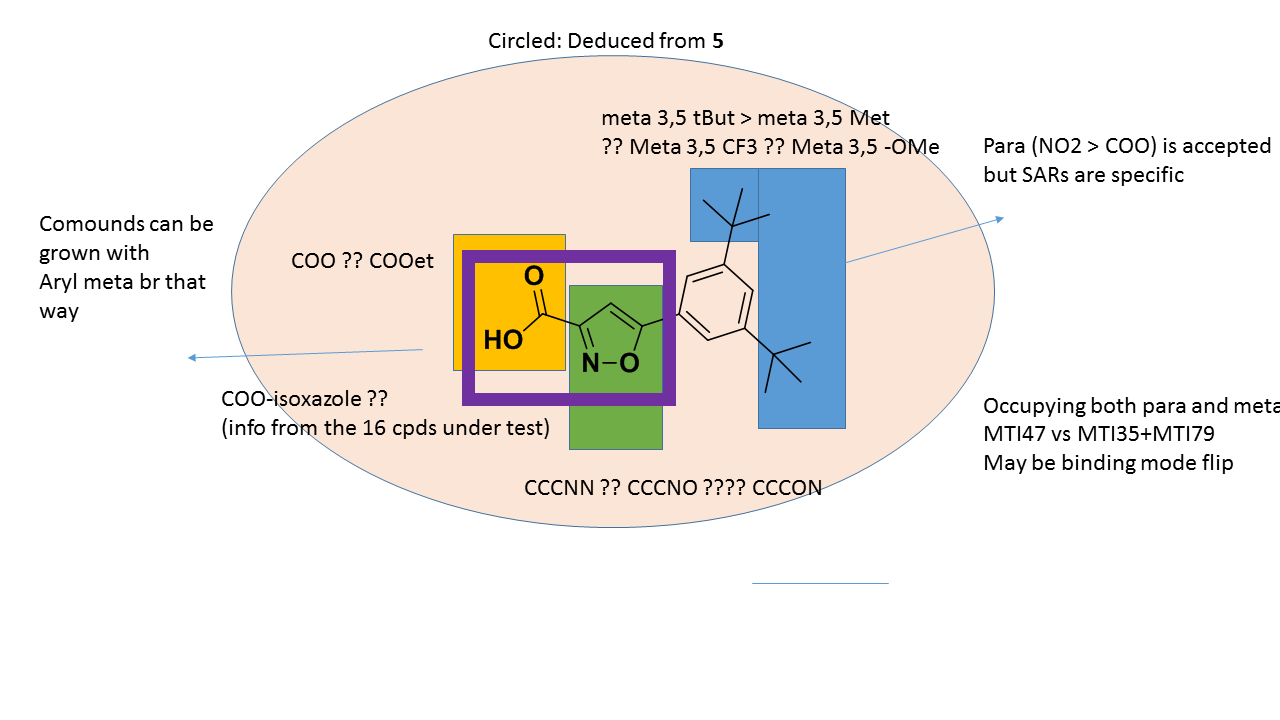 Circled: Deduced from 5
meta 3,5 tBut > meta 3,5 Met
?? Meta 3,5 CF3 ?? Meta 3,5 -OMe
Para (NO2 > COO) is accepted
but SARs are specific
Comounds can be
grown with
Aryl meta br that
way
COO ?? COOet
O
HO
N
O
COO-isoxazole ??
(info from the 16 cpds under test)
Occupying both para and meta
MTI47 vs MTI35+MTI79
May be binding mode flip
CCCNN ?? CCCNO ???? CCCON